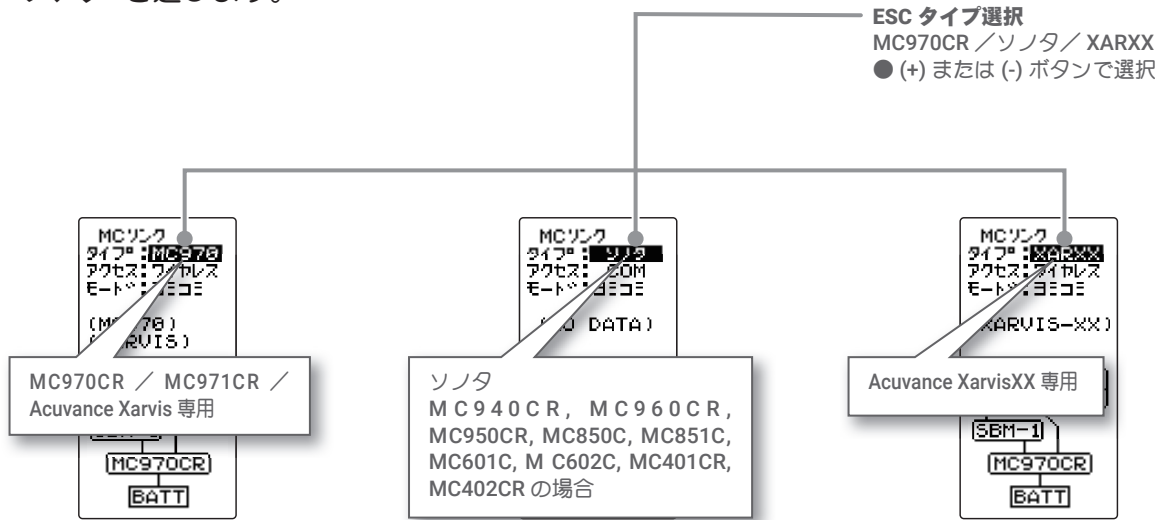 ESC タイプ選択
MC970CR ／ソノタ／ XARXX
● (+) または (-) ボタンで選択
MCリンク
タイプ:MC970
アクセス:ワイヤレス
モード:ヨミコミ
MC970CR ／ MC971CR ／
Acuvance Xarvis 専用
MC970CR
BATT
MCリンク
タイプ:ソノタ
アクセス: COM
モード:ヨミコミ
DATA)
ソノタ
MC940CR, MC960CR,
MC950CR, MC850C, MC851C,
MC601C, M C602C, MC401CR,
MC402CR の場合
MCリンク
タイプ:XARXX
アクセス:ワイヤレス
モード:ヨミコミ
XARVIS-XX)
Acuvance XarvisXX 専用
SBM-1
MC970CR
BATT